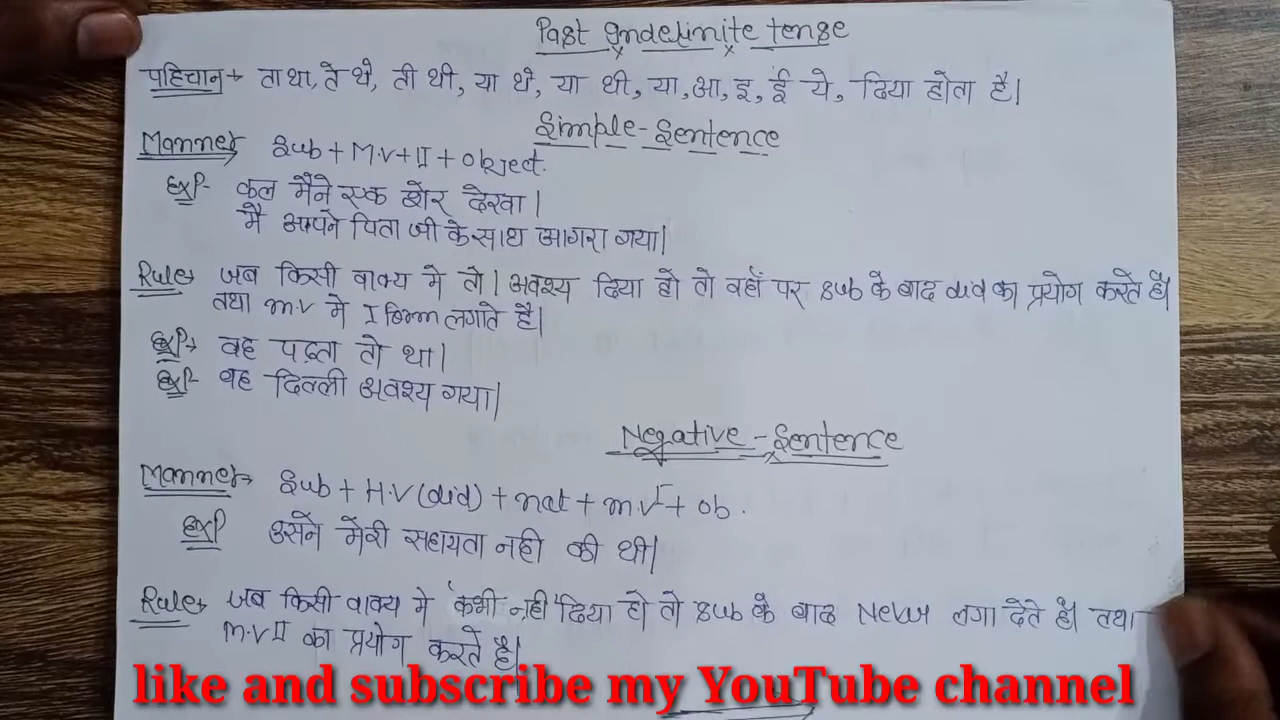 Past Indefinite tense
पहिचान → ता था, ते थे, ती थी, या थे, या थी, या, आ, इ, ई ये, दिया होता है।
Simple-Sentence
Manner Sub + M.V + II + Object.
Exp- कल मैने एक शेर देखा।
मै अपने पिता जी के साथ आगरा गया।
Rule→ जब किसी वाक्य मे तो। अवश्य दिया हो तो वहाँ पर sub के बाद did का प्रयोग करते है।
तथा m.v मे I form लगाते है।
Exp→ वह पढ़ता तो था।
Exp- वह दिल्ली अवश्य गया।
Negative-Sentence
Manner→ Sub + H.V (did) + not + m.v I + ob.
Exp उसने मेरी सहायता नही की थी।
Rule→ जब किसी वाक्य मे 'कभी नही' दिया हो तो sub के बाद Never लगा देते है। तथा
m.v II का प्रयोग करते है।
like and subscribe my YouTube channel